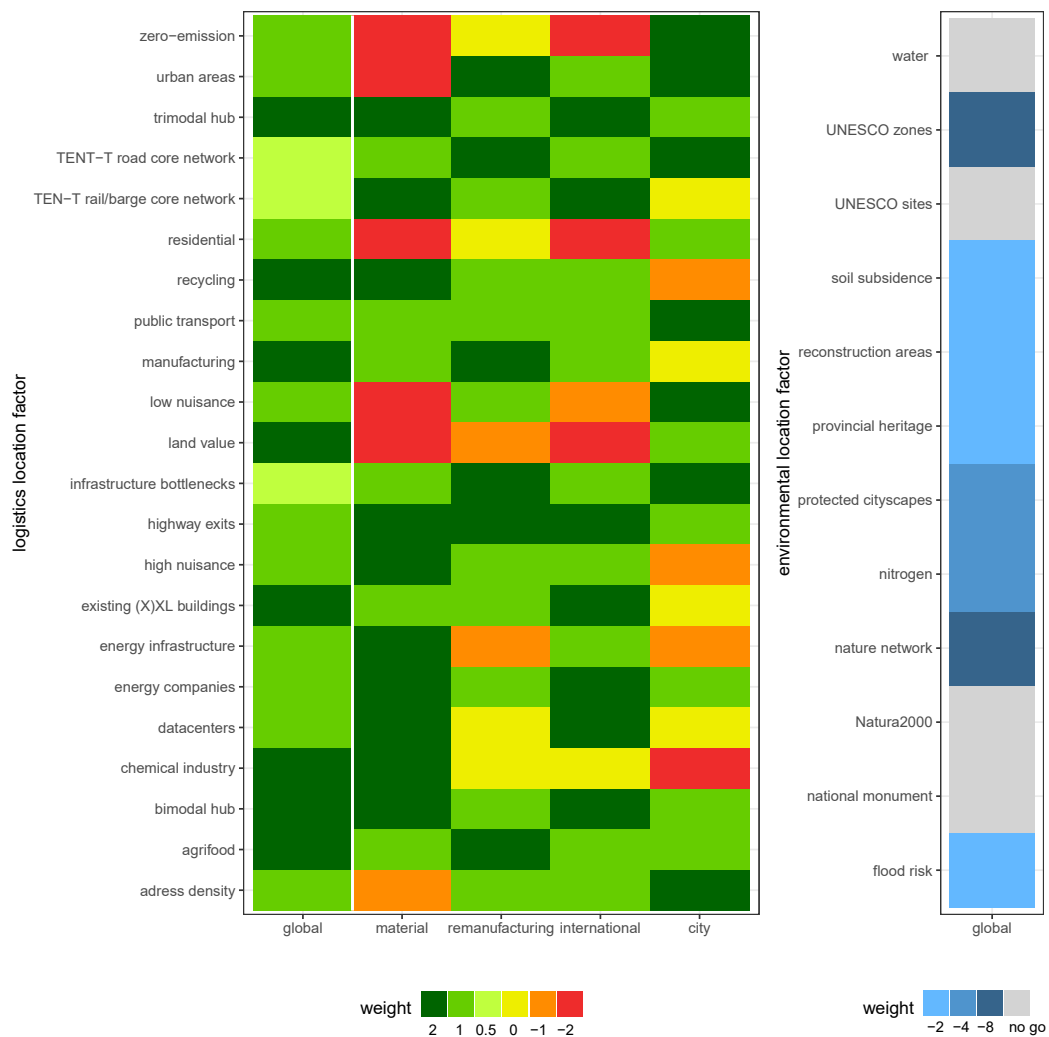 logistics location factor
zero−emission
urban areas
trimodal hub
TENT−T road core network
TEN−T rail/barge core network
residential
recycling
public transport
manufacturing
low nuisance
land value
infrastructure bottlenecks
highway exits
high nuisance
existing (X)XL buildings
energy infrastructure
energy companies
datacenters
chemical industry
bimodal hub
agrifood
adress density
global material remanufacturing international city
weight
2 1 0.5 0 −1 −2
environmental location factor
water
UNESCO zones
UNESCO sites
soil subsidence
reconstruction areas
provincial heritage
protected cityscapes
nitrogen
nature network
Natura2000
national monument
flood risk
global
weight
−2 −4 −8 no go